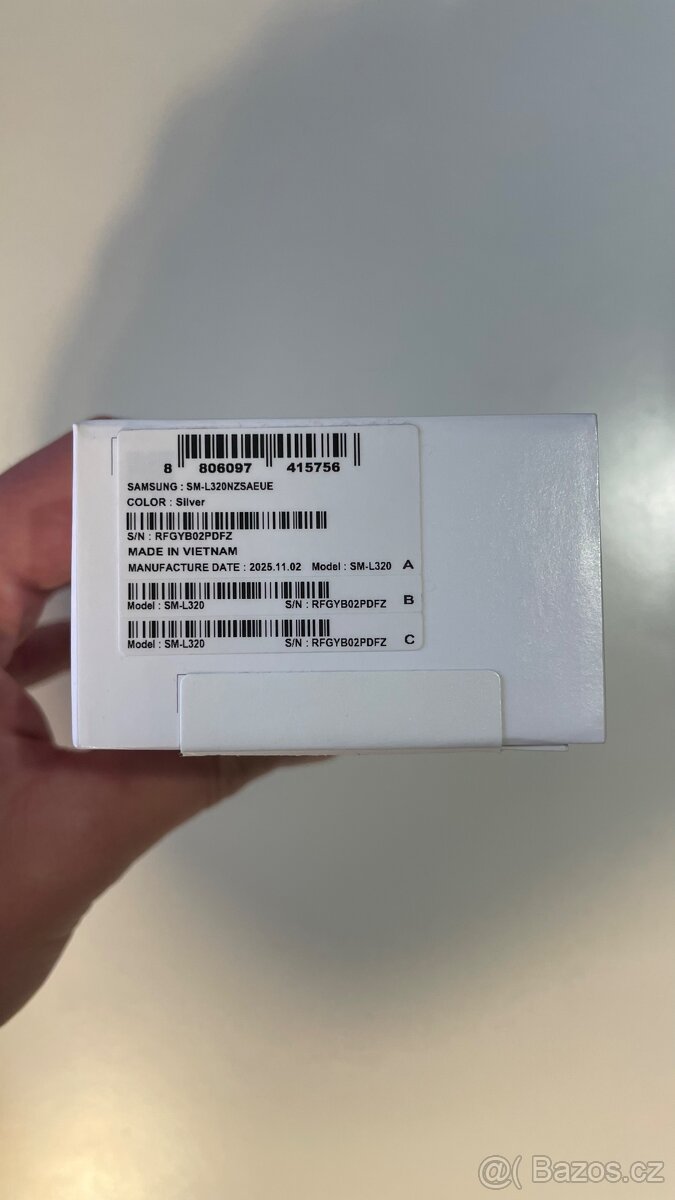 8 806097 415756
SAMSUNG : SM-L320NZSAEUE
COLOR : Silver
S/N : RFGYB02PDFZ
MADE IN VIETNAM
MANUFACTURE DATE : 2025.11.02 Model : SM-L320 A
Model : SM-L320 S/N : RFGYB02PDFZ B
Model : SM-L320 S/N : RFGYB02PDFZ C
@( Bazos.cz